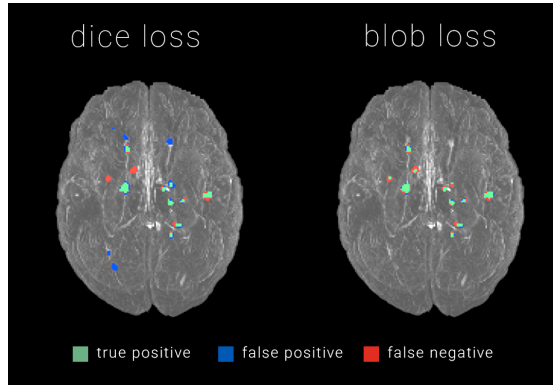 dice loss
blob loss
true positive
false positive
false negative